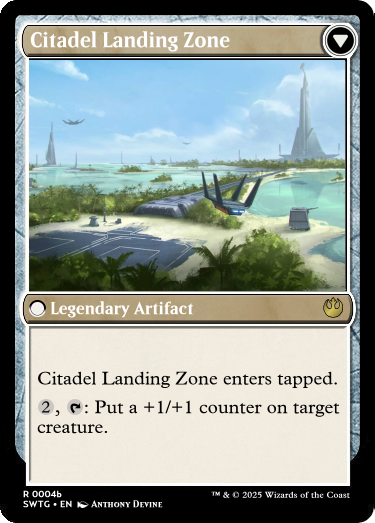 Citadel Landing Zone
Legendary Artifact
Citadel Landing Zone enters tapped.
2, : Put a +1/+1 counter on target
creature.
R 0004b
SWTG • EN Anthony Devine
™ & © 2025 Wizards of the Coast